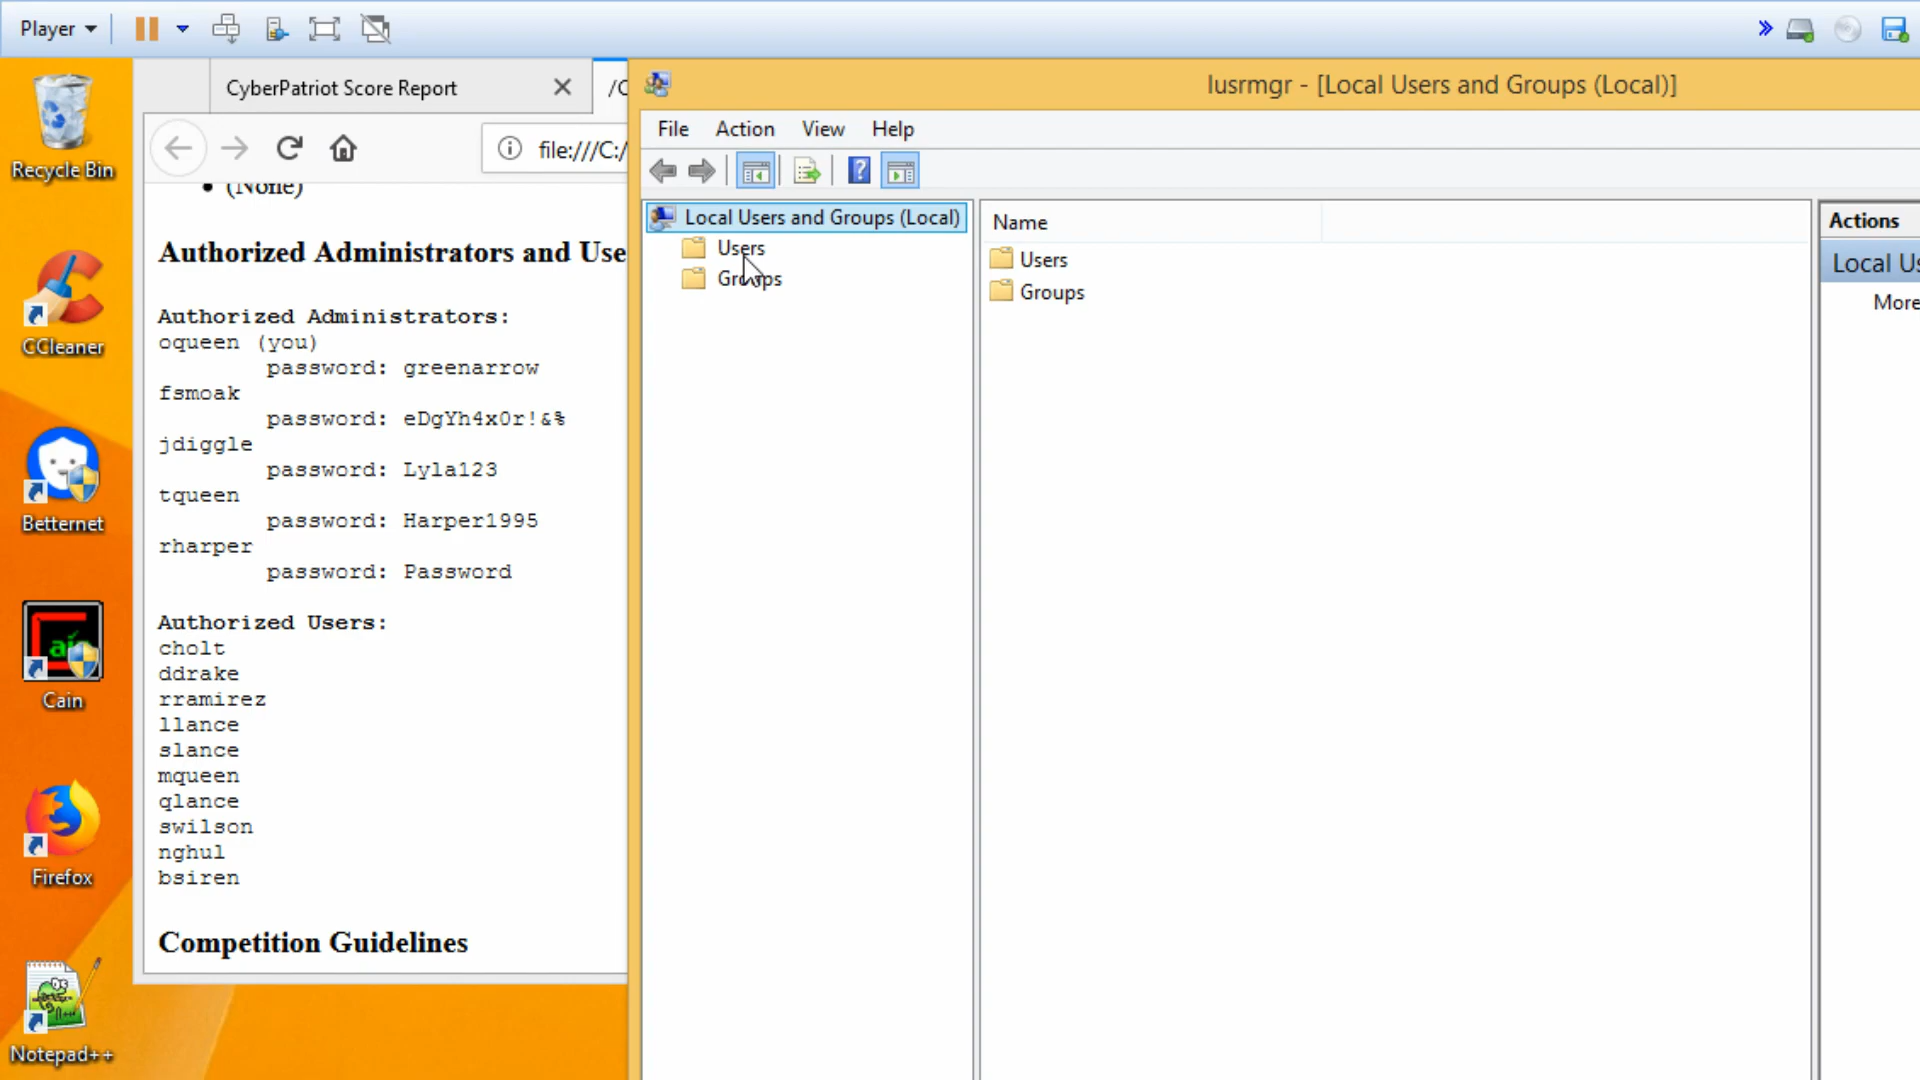 Player
Recycle Bin
CCleaner
Betternet
Cain
Firefox
Notepad++
CyberPatriot Score Report
/C
file:///C:/
(None)
Authorized Administrators and Use
Authorized Administrators:
oqueen (you)
password: greenarrow
fsmoak
password: eDgYh4x0r!&%
jdiggle
password: Lyla123
tqueen
password: Harper1995
rharper
password: Password
Authorized Users:
cholt
ddrake
rramirez
llance
slance
mqueen
qlance
swilson
nghul
bsiren
Competition Guidelines
lusrmgr - [Local Users and Groups (Local)]
File Action View Help
Local Users and Groups (Local)
Users
Groups
Name
Users
Groups
Actions
Local Us
More